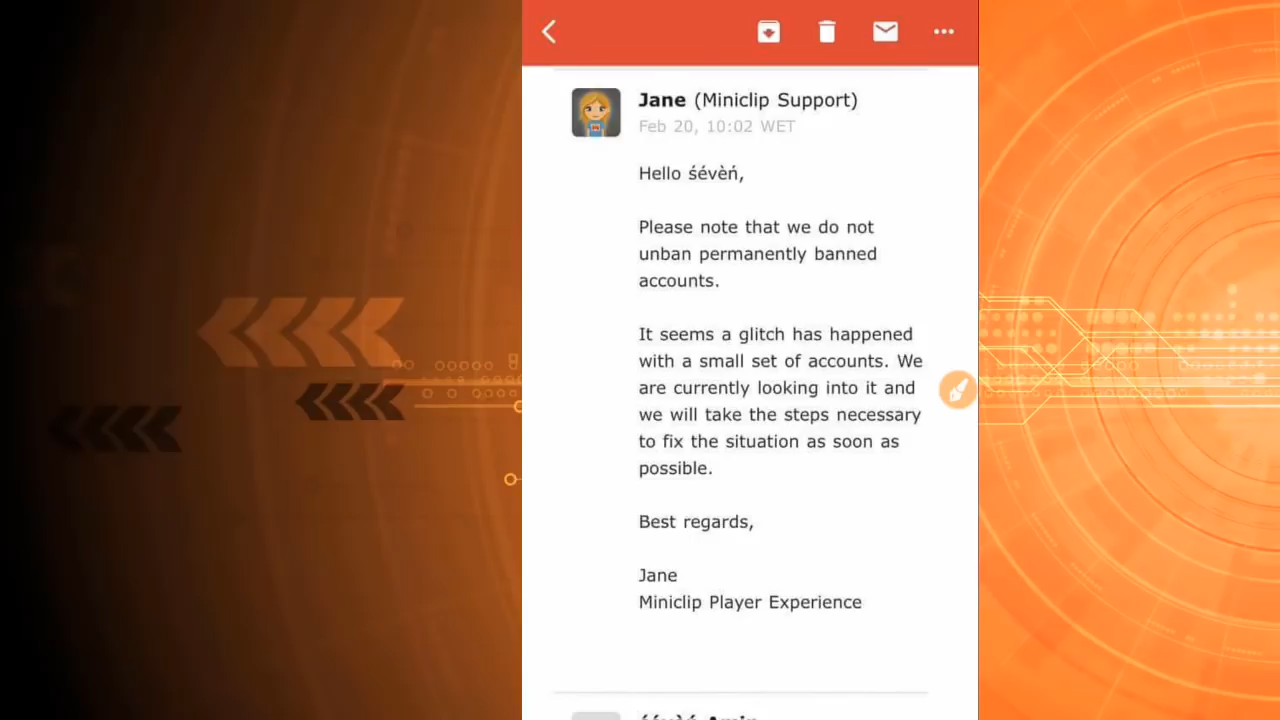 Jane (Miniclip Support)
Feb 20, 10:02 WET
Hello śévèń,
Please note that we do not
unban permanently banned
accounts.
It seems a glitch has happened
with a small set of accounts. We
are currently looking into it and
we will take the steps necessary
to fix the situation as soon as
possible.
Best regards,
Jane
Miniclip Player Experience